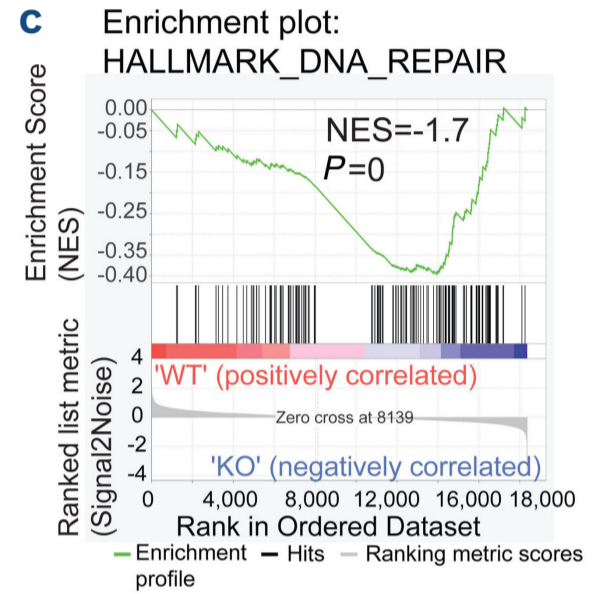 C
Enrichment plot:
HALLMARK_DNA_REPAIR
Enrichment Score
(NES)
0.00
-0.05
-0.15
-0.25
-0.35
-0.40
NES=-1.7
P=0
Ranked list metric
(Signal2Noise)
4
2
0
-2
-4
'WT' (positively correlated)
Zero cross at 8139
'KO' (negatively correlated)
0 4,000 8,000 12,000 16,000 18,000
Rank in Ordered Dataset
Enrichment profile
Hits
Ranking metric scores